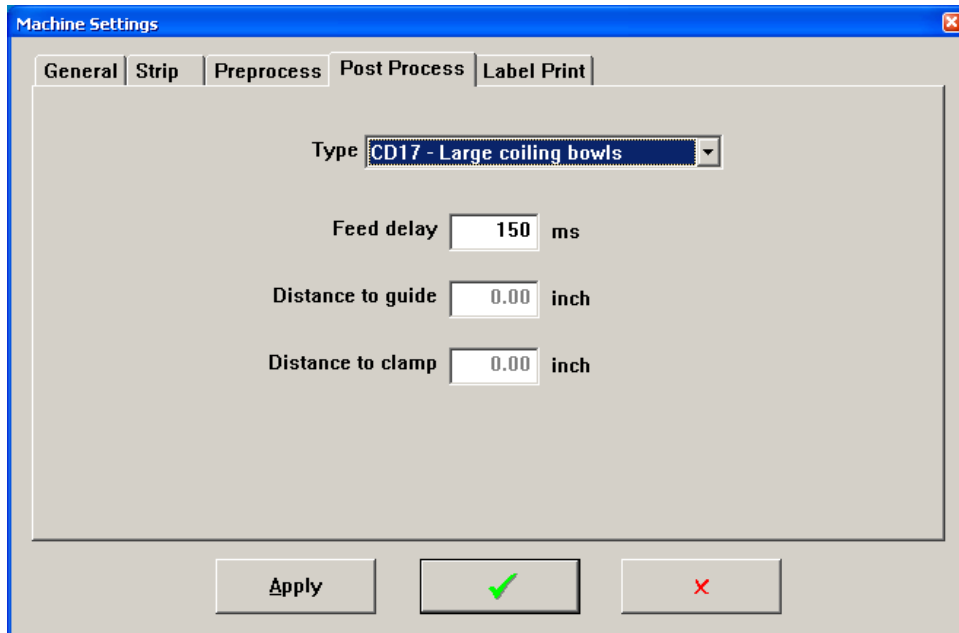 Machine Settings
General Strip Preprocess Post Process Label Print
Type CD17 - Large coiling bowls
Feed delay 150 ms
Distance to guide 0.00 inch
Distance to clamp 0.00 inch
Apply